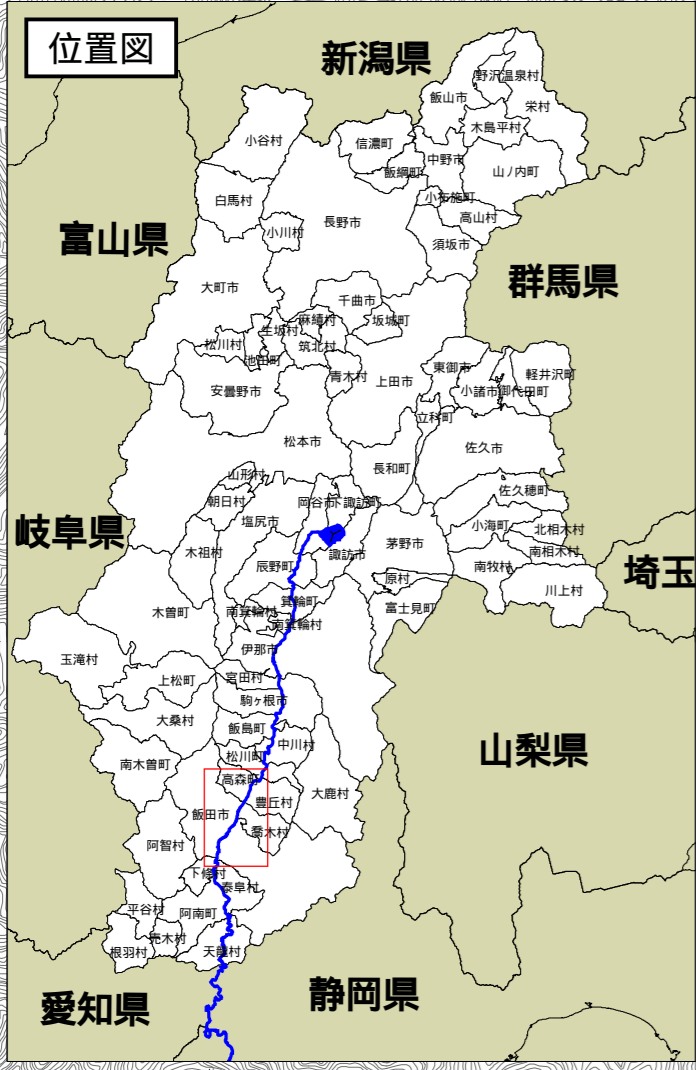 位置図
新潟県
野沢温泉村
飯山市
栄村
木島平村
小谷村
信濃町
中野市
飯綱町
山ノ内町
白馬村
小布施町
高山村
長野市
小川村
須坂市
富山県
群馬県
大町市
千曲市
麻績村
坂城町
生坂村
松川村
筑北村
池田町
東御市
青木村
上田市
軽井沢町
安曇野市
小諸市
御代田町
立科町
松本市
佐久市
長和町
山形村
佐久穂町
朝日村
岡谷市
下諏訪町
塩尻市
小海町
北相木村
岐阜県
茅野市
諏訪市
木祖村
南相木村
辰野町
南牧村
埼玉
原村
川上村
箕輪町
木曽町
南箕輪村
富士見町
南箕輪村
伊那市
玉滝村
上松町
宮田村
駒ヶ根市
大桑村
飯島町
中川村
山梨県
松川町
南木曽町
高森町
大鹿村
豊丘村
飯田市
喬木村
阿智村
下條村
泰阜村
平谷村
阿南町
売木村
根羽村
天龍村
静岡県
愛知県